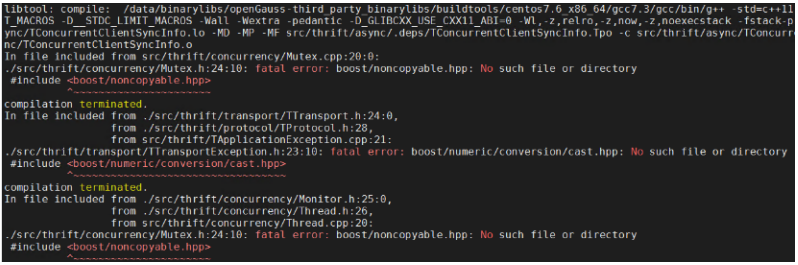 libtool: compile:  /data/binarylibs/openGauss-third_party_binarylibs/buildtools/centos7.6_x86_64/gcc7.3/gcc/bin/g++ -std=c++11
T_MACROS -D__STDC_LIMIT_MACROS -Wall -Wextra -pedantic -D_GLIBCXX_USE_CXX11_ABI=0 -Wl,-z,relro,-z,now,-z,noexecstack -fstack-p
ync/TConcurrentClientSyncInfo.lo -MD -MP -MF src/thrift/async/.deps/TConcurrentClientSyncInfo.Tpo -c src/thrift/async/TConcurr
nc/TConcurrentClientSyncInfo.o
In file included from src/thrift/concurrency/Mutex.cpp:20:0:
./src/thrift/concurrency/Mutex.h:24:10: fatal error: boost/noncopyable.hpp: No such file or directory
 #include <boost/noncopyable.hpp>
          ^~~~~~~~~~~~~~~~~~~~~~~
compilation terminated.
In file included from ./src/thrift/transport/TTransport.h:24:0,
                 from ./src/thrift/protocol/TProtocol.h:28,
                 from src/thrift/TApplicationException.cpp:21:
./src/thrift/transport/TTransportException.h:23:10: fatal error: boost/numeric/conversion/cast.hpp: No such file or directory
 #include <boost/numeric/conversion/cast.hpp>
          ^~~~~~~~~~~~~~~~~~~~~~~~~~~~~~~~~~~
compilation terminated.
In file included from ./src/thrift/concurrency/Monitor.h:25:0,
                 from ./src/thrift/concurrency/Thread.h:26,
                 from src/thrift/concurrency/Thread.cpp:20:
./src/thrift/concurrency/Mutex.h:24:10: fatal error: boost/noncopyable.hpp: No such file or directory
 #include <boost/noncopyable.hpp>
          ^~~~~~~~~~~~~~~~~~~~~~~